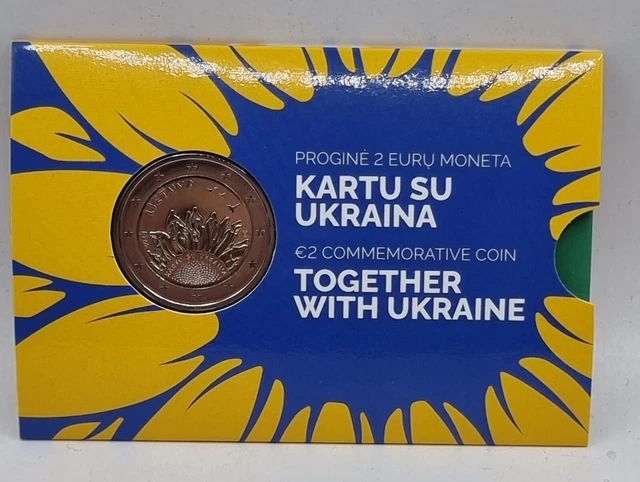 PROGINĖ 2 EURŲ MONETA
KARTU SU
UKRAINA
€2 COMMEMORATIVE COIN
TOGETHER
WITH UKRAINE
LIETUVA